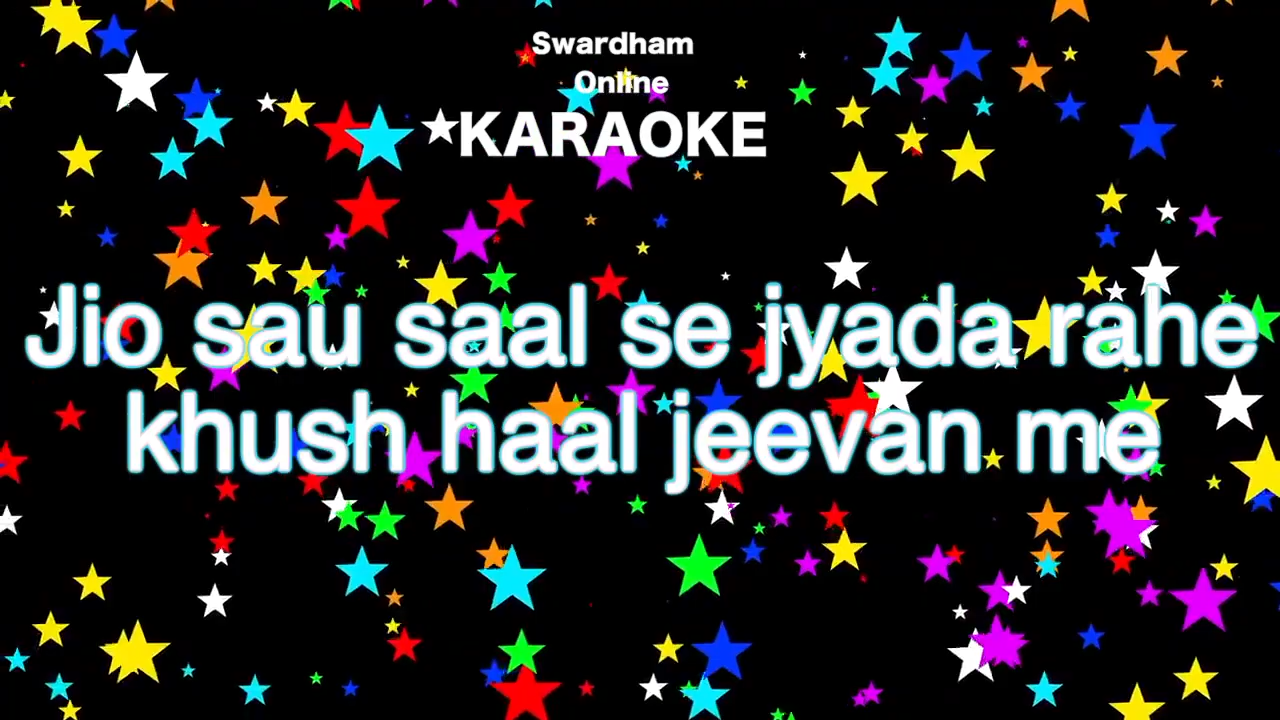 Swardham
Online
KARAOKE
Jio sau saal se jyada rahe
khush haal jeevan me